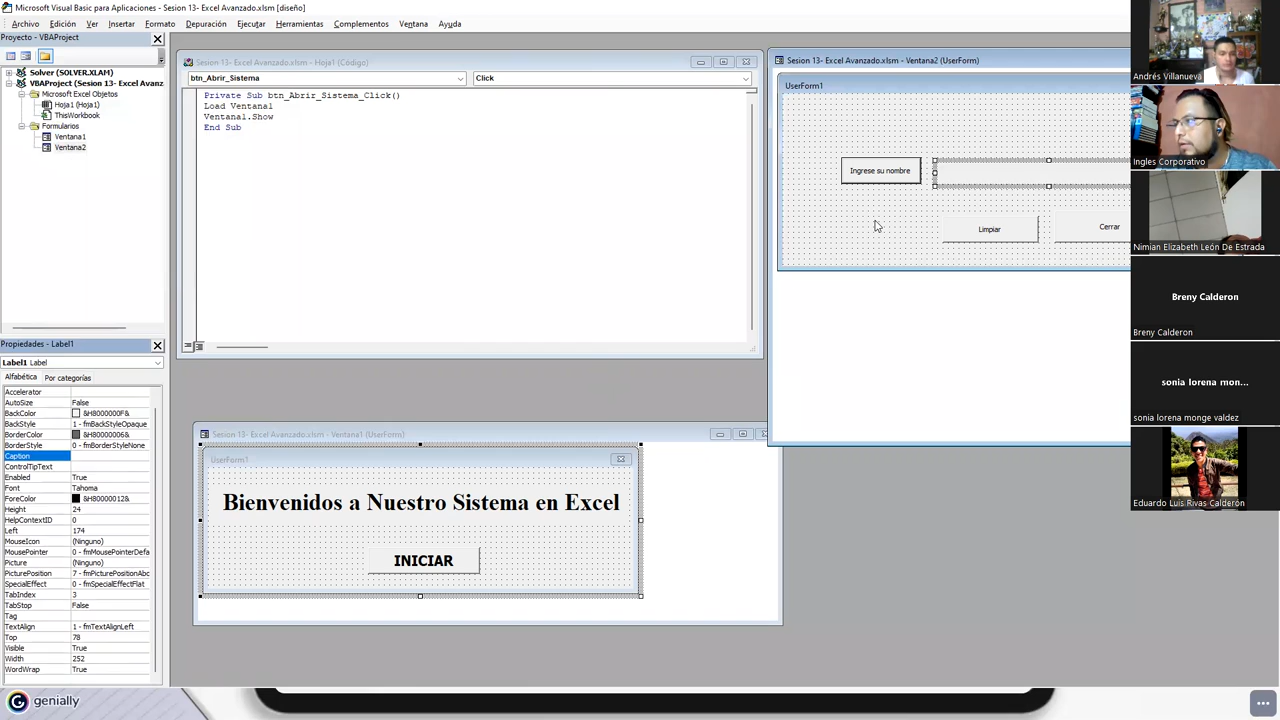 Microsoft Visual Basic para Aplicaciones - Sesion 13- Excel Avanzado.xlsm [diseño]
Archivo Edición Ver Insertar Formato Depuración Ejecutar Herramientas Complementos Ventana Ayuda
Proyecto - VBAProject
Solver (SOLVER.XLAM)
VBAProject (Sesion 13- Excel Avanz
Microsoft Excel Objetos
Hoja1 (Hoja1)
ThisWorkbook
Formularios
Ventana1
Ventana2
Propiedades - Label1
Label1 Label
Alfabética Por categorías
Accelerator
AutoSize False
BackColor &H8000000F&
BackStyle 1 - fmBackStyleOpaque
BorderColor &H80000006&
BorderStyle 0 - fmBorderStyleNone
Caption
ControlTipText
Enabled True
Font Tahoma
ForeColor &H80000012&
Height 24
HelpContextID 0
Left 174
MouseIcon (Ninguno)
MousePointer 0 - fmMousePointerDefa
Picture (Ninguno)
PicturePosition 7 - fmPicturePositionAbc
SpecialEffect 0 - fmSpecialEffectFlat
TabIndex 3
TabStop False
Tag
TextAlign 1 - fmTextAlignLeft
Top 78
Visible True
Width 252
WordWrap True
Sesion 13- Excel Avanzado.xlsm - Hoja1 (Código)
btn_Abrir_Sistema Click
Private Sub btn_Abrir_Sistema_Click()
Load Ventana1
Ventana1.Show
End Sub
Sesion 13- Excel Avanzado.xlsm - Ventana1 (UserForm)
UserForm1
Bienvenidos a Nuestro Sistema en Excel
INICIAR
Sesion 13- Excel Avanzado.xlsm - Ventana2 (UserForm)
UserForm1
Ingrese su nombre
Limpiar Cerrar
Andrés Villanueva
Ingles Corporativo
Nimian Elizabeth León De Estrada
Breny Calderon
Breny Calderon
sonia lorena mon...
sonia lorena monge valdez
Eduardo Luis Rivas Calderón
genially